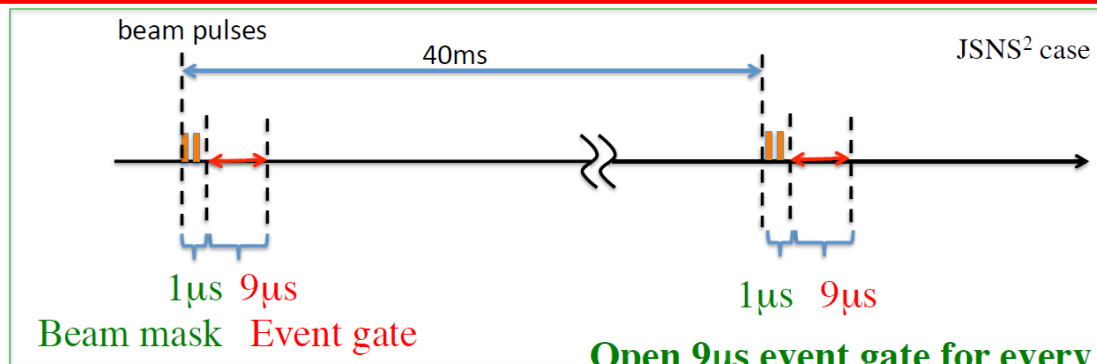 beam pulses
40ms
JSNS² case
1μs 9μs
Beam mask Event gate
1μs 9μs
Open 9μs event gate for every